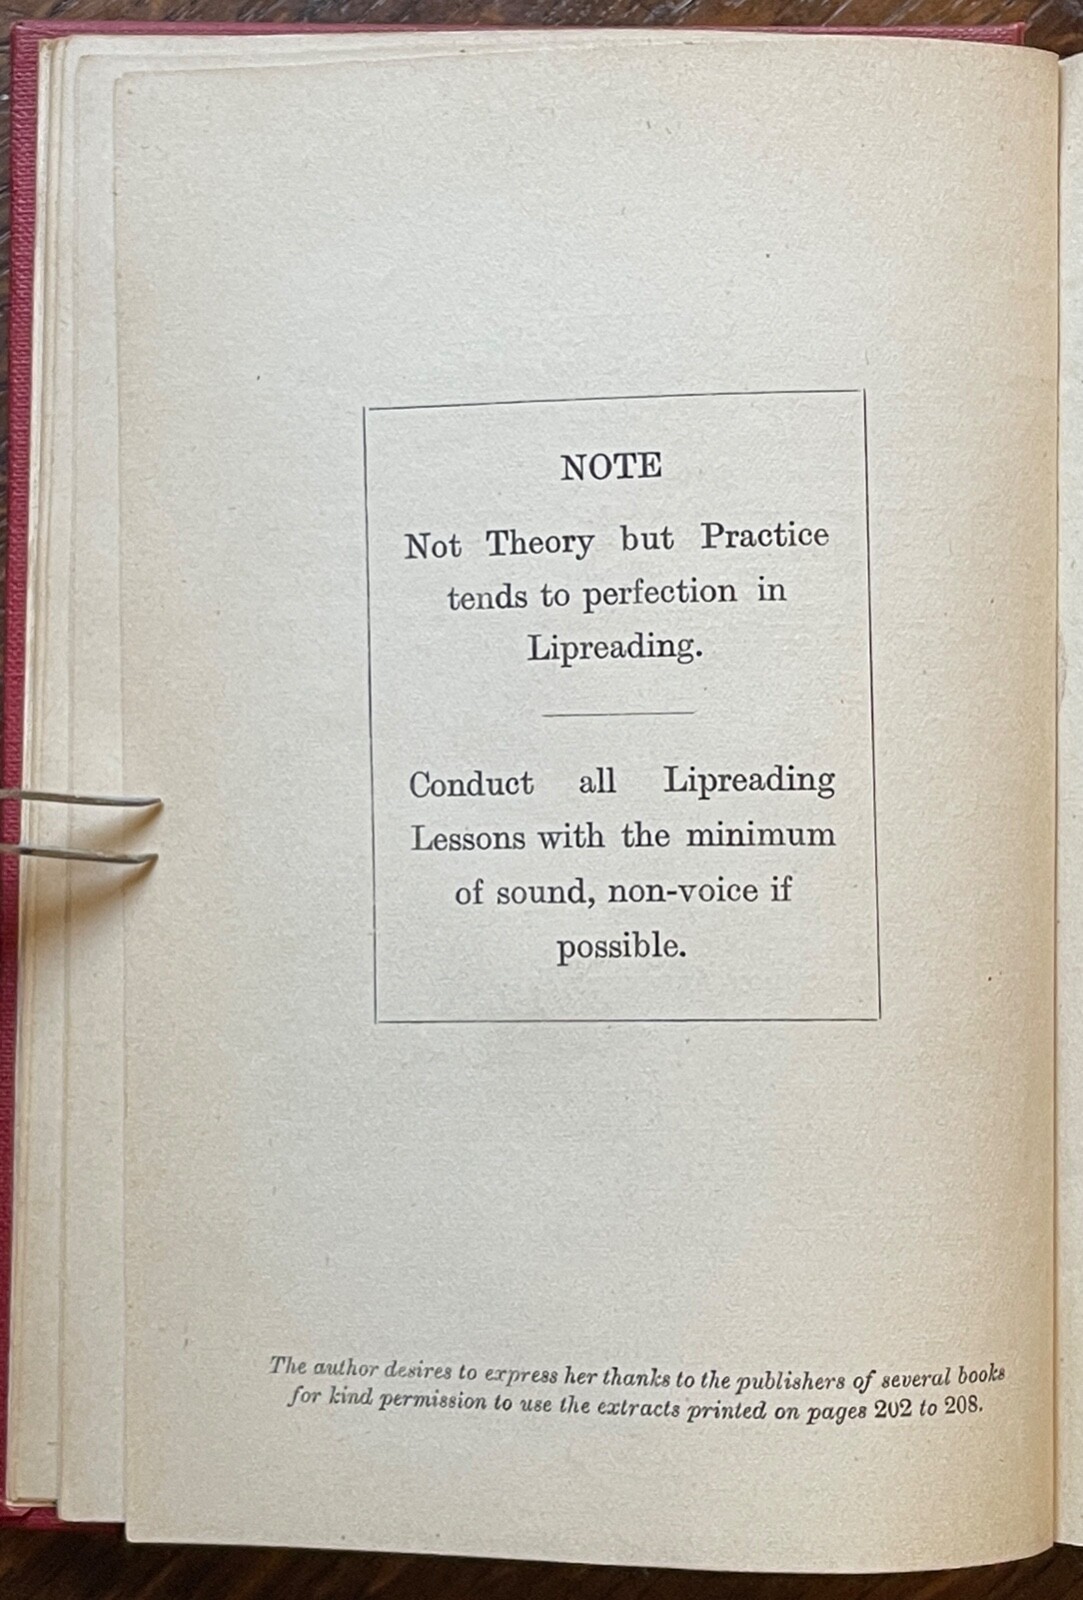 NOTE
Not Theory but Practice
tends to perfection in
Lipreading.
Conduct all Lipreading
Lessons with the minimum
of sound, non-voice if
possible.
The author desires to express her thanks to the publishers of several books
for kind permission to use the extracts printed on pages 202 to 208.